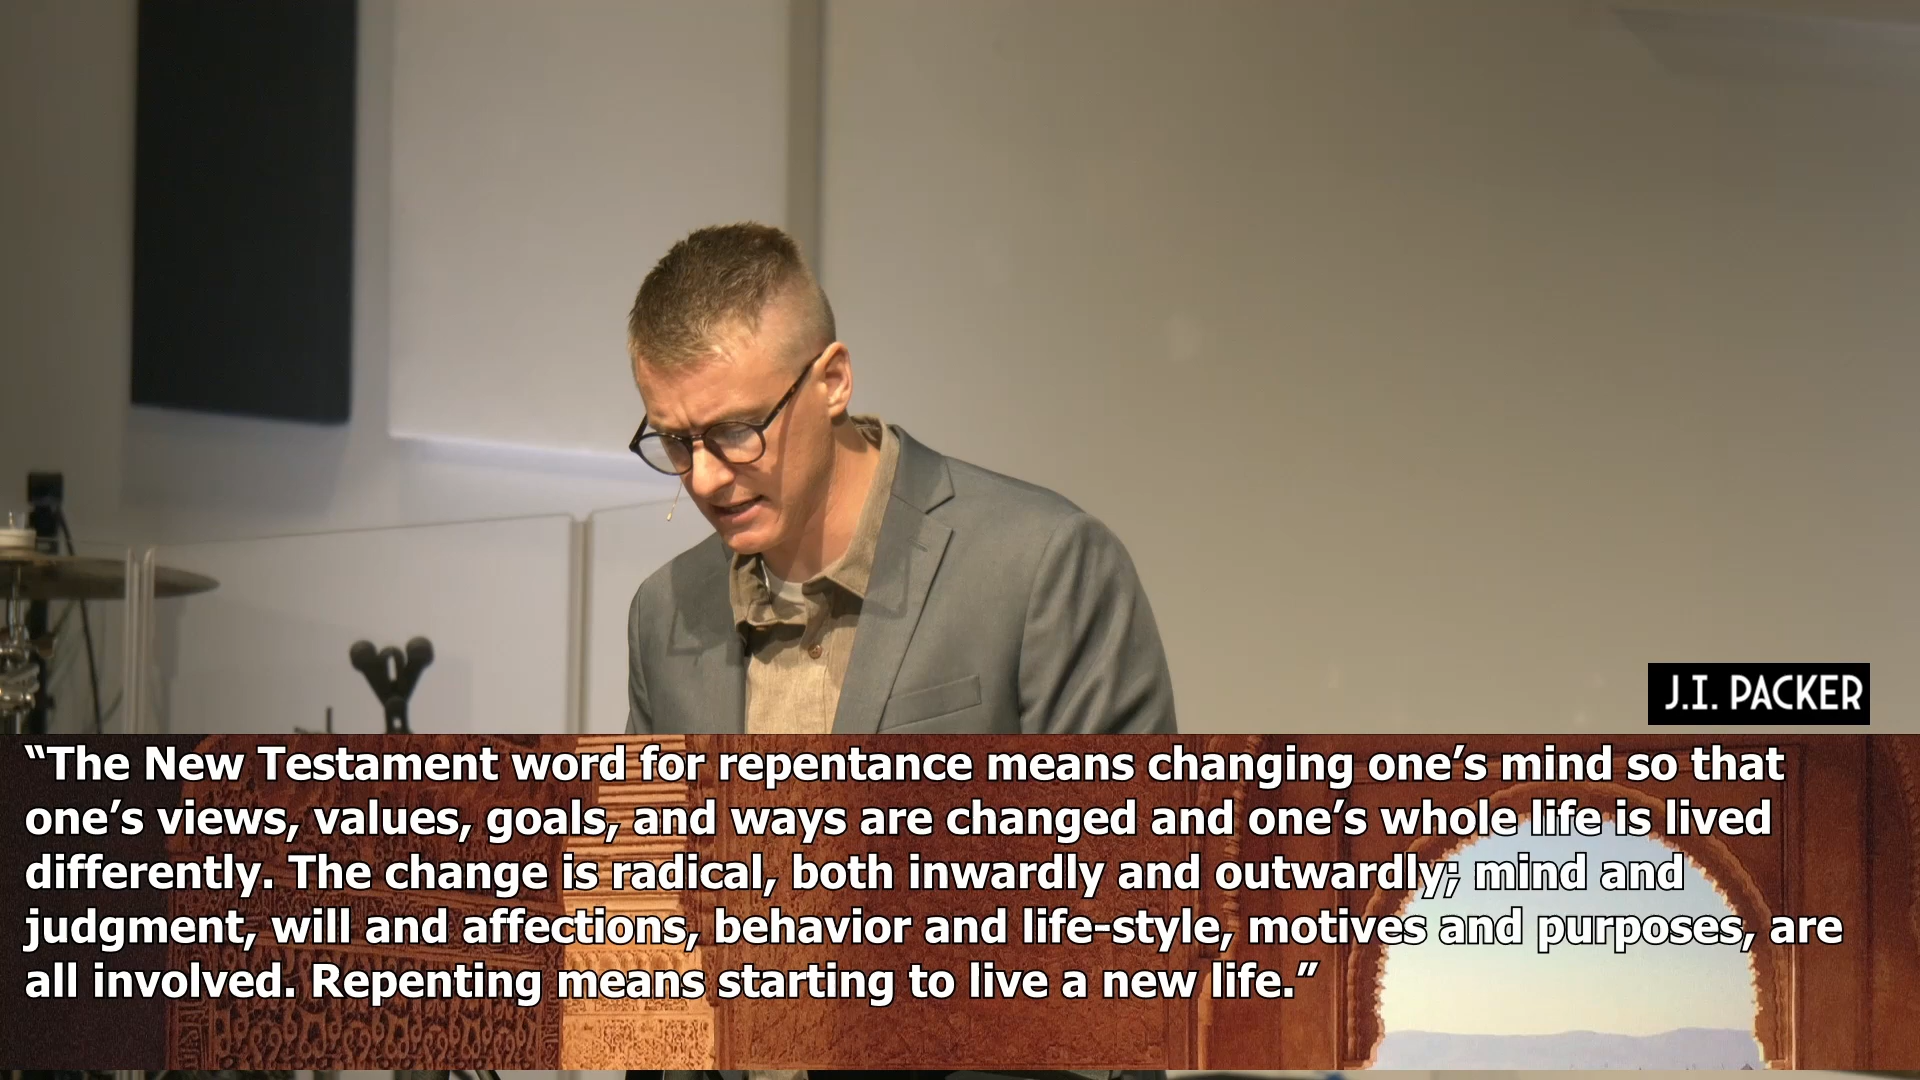 J.I. PACKER
“The New Testament word for repentance means changing one’s mind so that
one’s views, values, goals, and ways are changed and one’s whole life is lived
differently. The change is radical, both inwardly and outwardly; mind and
judgment, will and affections, behavior and life-style, motives and purposes, are
all involved. Repenting means starting to live a new life.”